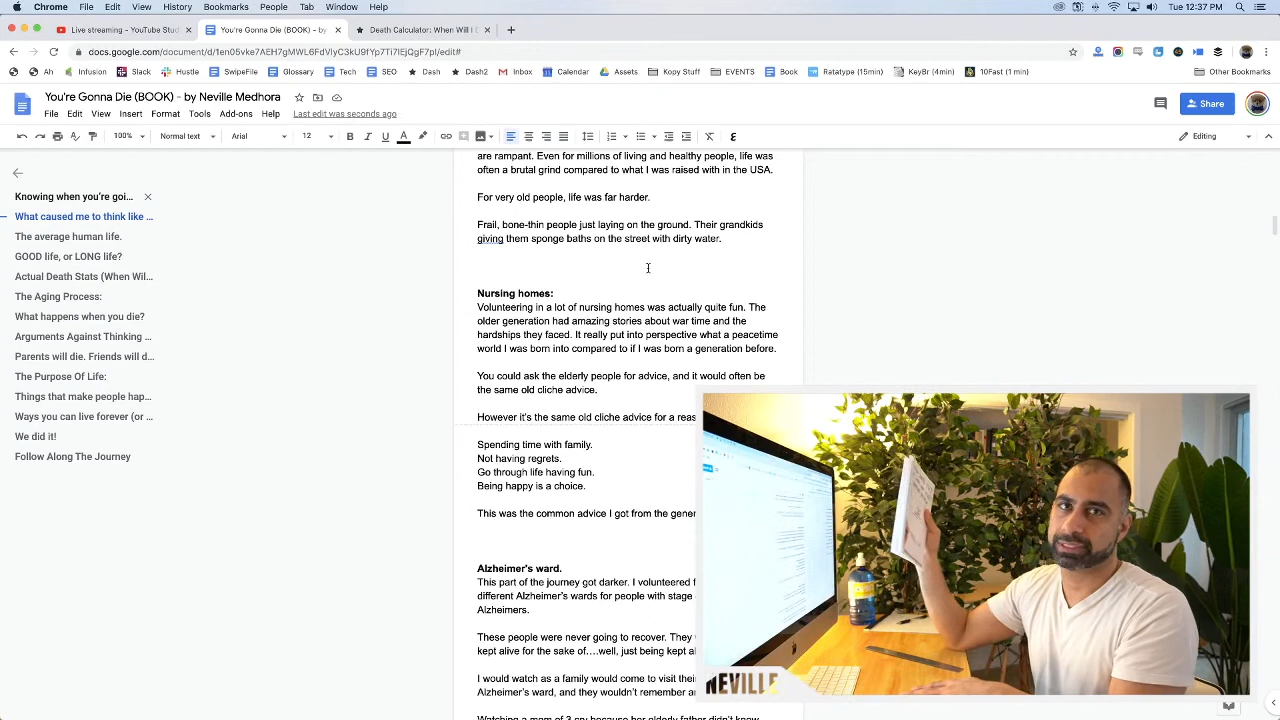 Chrome File Edit View History Bookmarks People Tab Window Help
Tue 12:37 PM
Live streaming - YouTube Stud
You're Gonna Die (BOOK) - by
Death Calculator: When Will I
docs.google.com/document/d/1en05vke7AEH7gMWL6FdVlyC3kU9fYp7Ti7lEjQgF7pI/edit#
Ah Infusion Slack Hustle SwipeFile Glossary Tech SEO Dash Dash2 Inbox Calendar Assets Kopy Stuff EVENTS Book Ratatype (15min) KeyBr (4min) 10Fast (1 min) Other Bookmarks
You're Gonna Die (BOOK) - by Neville Medhora
File Edit View Insert Format Tools Add-ons Help Last edit was seconds ago
Share
100% Normal text Arial 12 Editing
are rampant. Even for millions of living and healthy people, life was
often a brutal grind compared to what I was raised with in the USA.
For very old people, life was far harder.
Frail, bone-thin people just laying on the ground. Their grandkids
giving them sponge baths on the street with dirty water.
Knowing when you're goi...
What caused me to think like ...
The average human life.
GOOD life, or LONG life?
Actual Death Stats (When Wil...
The Aging Process:
What happens when you die?
Arguments Against Thinking ...
Parents will die. Friends will d...
The Purpose Of Life:
Things that make people hap...
Ways you can live forever (or ...
We did it!
Follow Along The Journey
Nursing homes:
Volunteering in a lot of nursing homes was actually quite fun. The
older generation had amazing stories about war time and the
hardships they faced. It really put into perspective what a peacetime
world I was born into compared to if I was born a generation before.
You could ask the elderly people for advice, and it would often be
the same old cliche advice.
However it's the same old cliche advice for a reas
Spending time with family.
Not having regrets.
Go through life having fun.
Being happy is a choice.
This was the common advice I got from the gener
Alzheimer's ward.
This part of the journey got darker. I volunteered f
different Alzheimer's wards for people with stage
Alzheimers.
These people were never going to recover. They
kept alive for the sake of....well, just being kept al
I would watch as a family would come to visit thei
Alzheimer's ward, and they wouldn't remember a
Watching a mom of 3 cry because her elderly father didn't know
NEVILLE